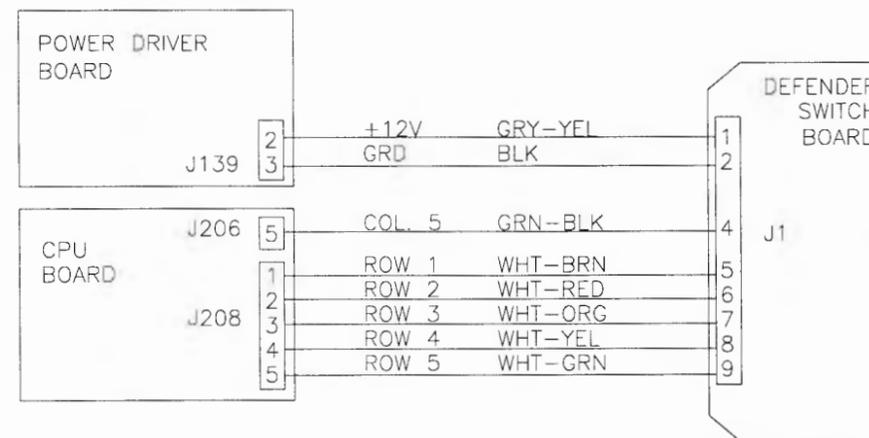 POWER DRIVER
BOARD
J139
2
3
+12V GRY-YEL
GRD BLK
DEFENDER
SWITCH
BOARD
J1
1
2
4
5
6
7
8
9
CPU
BOARD
J206
5
COL. 5 GRN-BLK
J208
1
2
3
4
5
ROW 1 WHT-BRN
ROW 2 WHT-RED
ROW 3 WHT-ORG
ROW 4 WHT-YEL
ROW 5 WHT-GRN